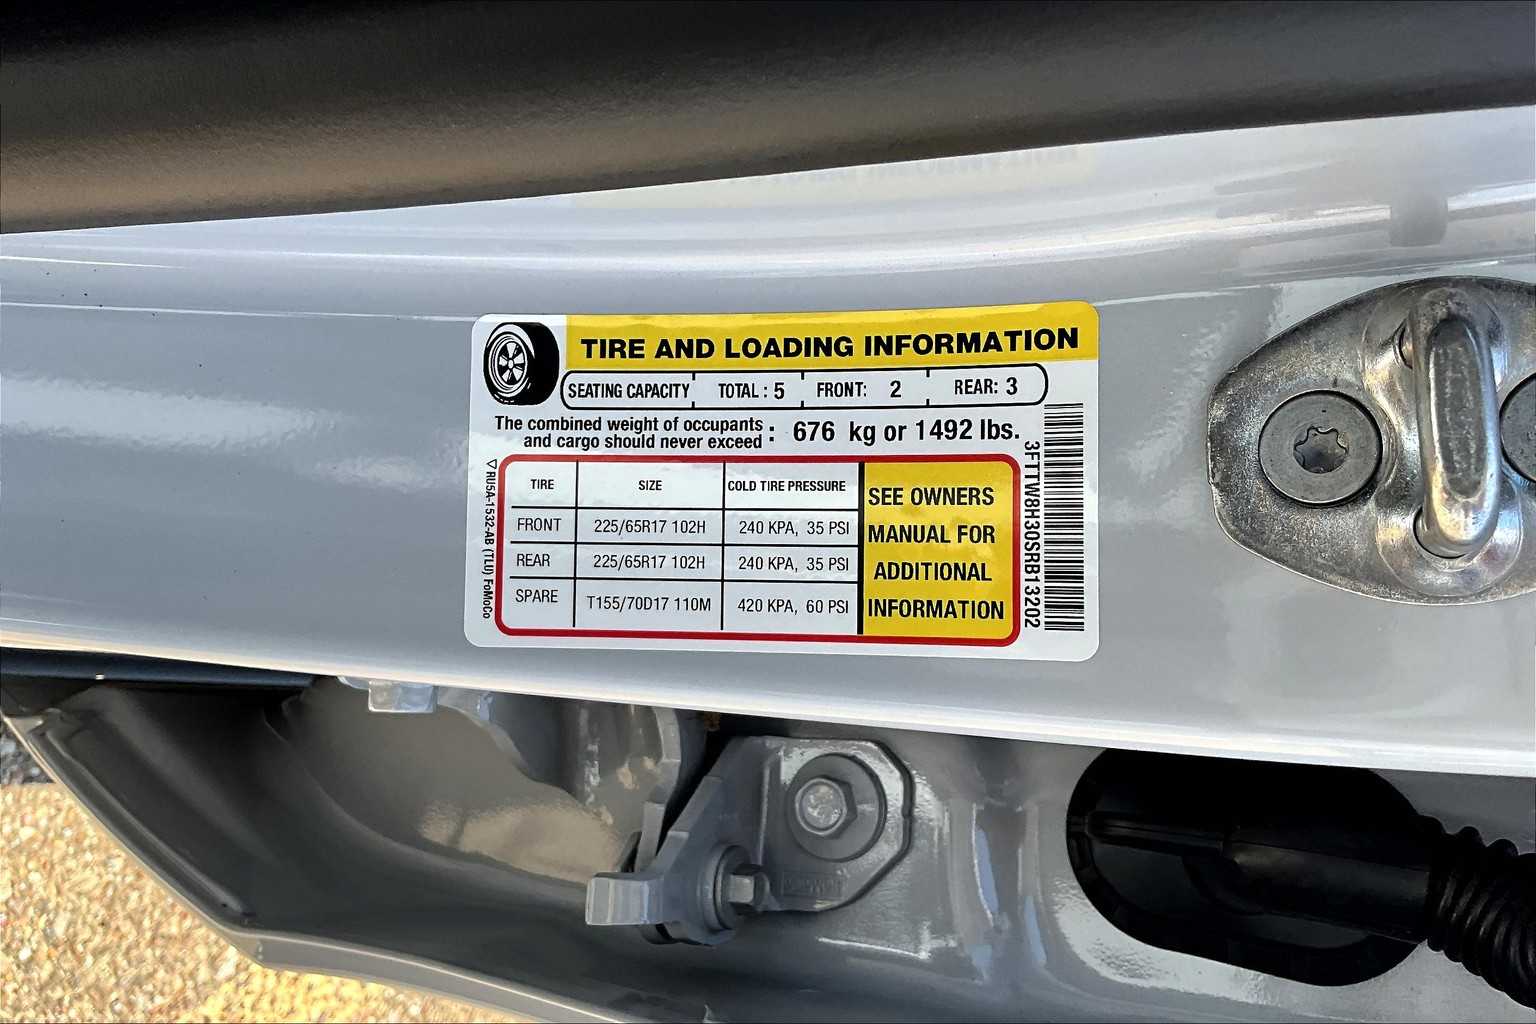 TIRE AND LOADING INFORMATION
SEATING CAPACITY TOTAL : 5 FRONT: 2 REAR: 3
The combined weight of occupants
and cargo should never exceed : 676 kg or 1492 lbs.
TIRE SIZE COLD TIRE PRESSURE
FRONT 225/65R17 102H 240 KPA, 35 PSI
REAR 225/65R17 102H 240 KPA, 35 PSI
SPARE T155/70D17 110M 420 KPA, 60 PSI
SEE OWNERS
MANUAL FOR
ADDITIONAL
INFORMATION
3FTTW8H30SRB13202
RU5A-1532-AB (TLU) FoMoCo